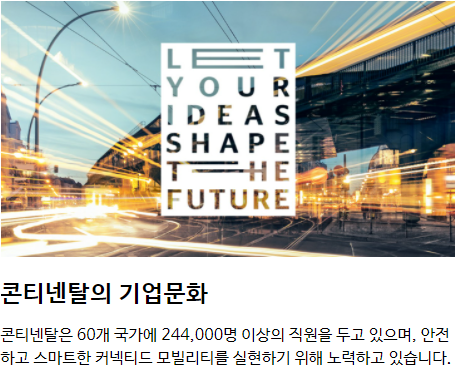 LET
YOUR
IDEAS
SHAPE
THE
FUTURE
콘티넨탈의 기업문화
콘티넨탈은 60개 국가에 244,000명 이상의 직원을 두고 있으며, 안전
하고 스마트한 커넥티드 모빌리티를 실현하기 위해 노력하고 있습니다.